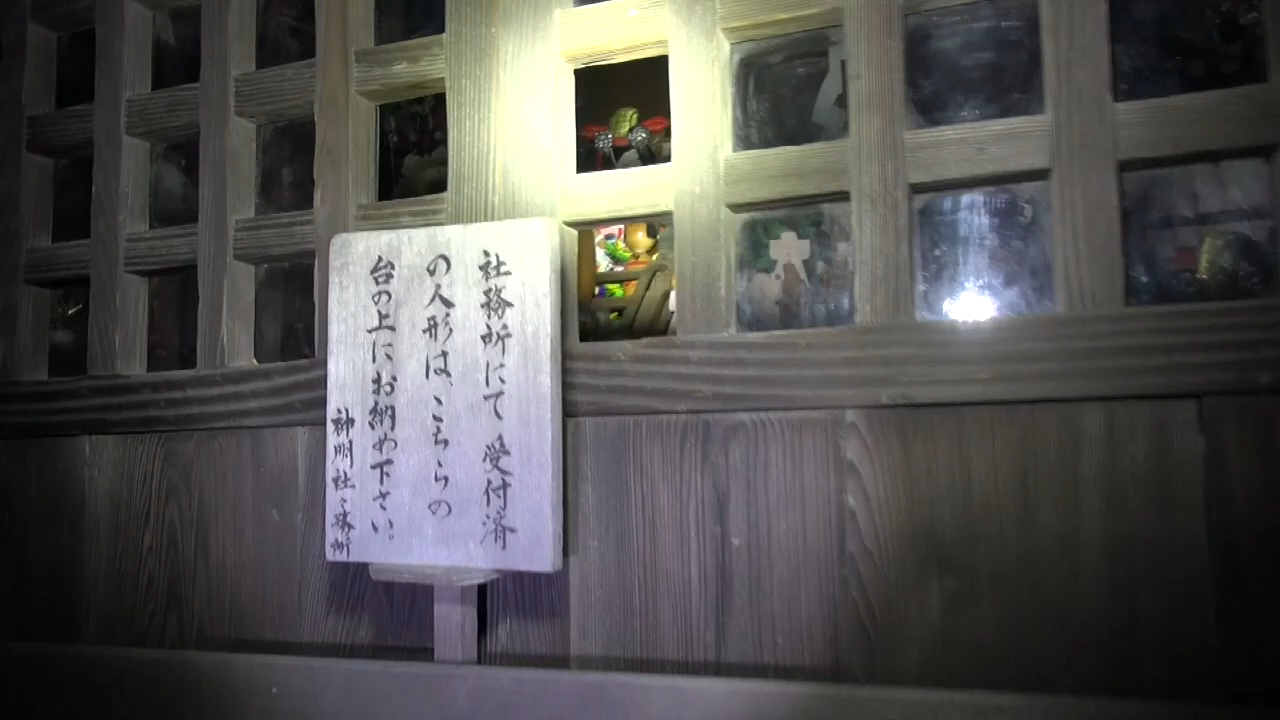 社務所にて受付済
の人形は、こちらの
台の上にお納め下さい。
神明社々務所